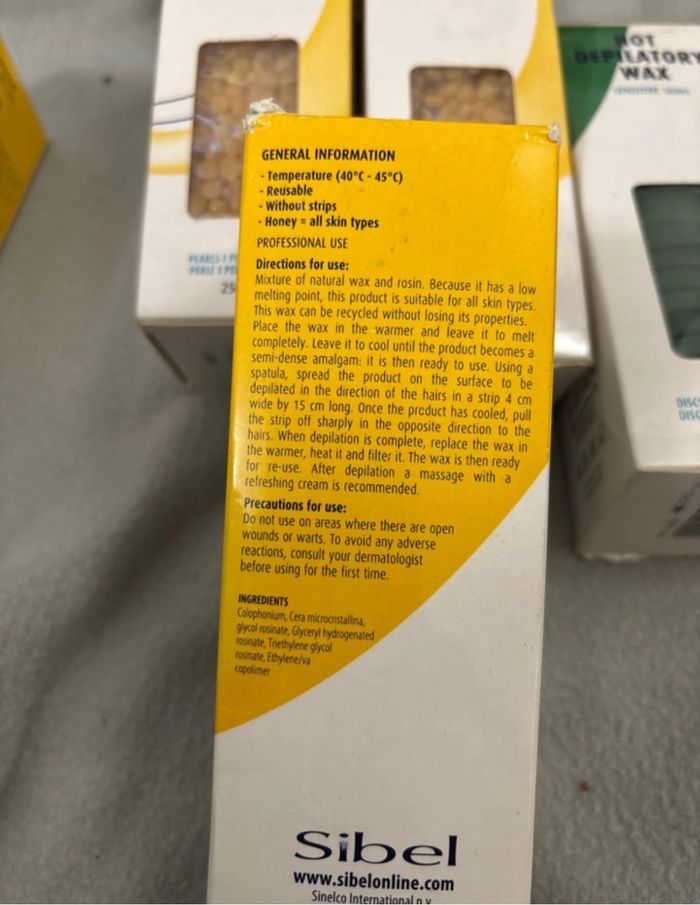 HOT
DEPILATORY
WAX
PEARLS
PERLE
25
GENERAL INFORMATION
- Temperature (40°C - 45°C)
- Reusable
- Without strips
- Honey = all skin types
PROFESSIONAL USE
Directions for use:
Mixture of natural wax and rosin. Because it has a low
melting point, this product is suitable for all skin types.
This wax can be recycled without losing its properties.
Place the wax in the warmer and leave it to melt
completely. Leave it to cool until the product becomes a
semi-dense amalgam: it is then ready to use. Using a
spatula, spread the product on the surface to be
depilated in the direction of the hairs in a strip 4 cm
wide by 15 cm long. Once the product has cooled, pull
the strip off sharply in the opposite direction to the
hairs. When depilation is complete, replace the wax in
the warmer, heat it and filter it. The wax is then ready
for re-use. After depilation a massage with a
refreshing cream is recommended.
Precautions for use:
Do not use on areas where there are open
wounds or warts. To avoid any adverse
reactions, consult your dermatologist
before using for the first time.
INGREDIENTS
Colophonium, Cera microcristallina,
glycol rosinate, Glyceryl hydrogenated
rosinate, Triethylene glycol
rosinate, Ethylene/va
copolimer
Sibel
www.sibelonline.com
Sinelco International n.v.
DISC
DISC